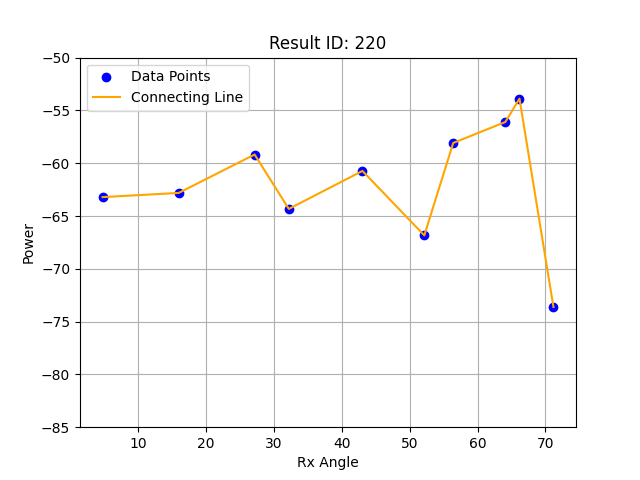 Result ID: 220
Data Points
Connecting Line
Power
−50
−55
−60
−65
−70
−75
−80
−85
10 20 30 40 50 60 70
Rx Angle